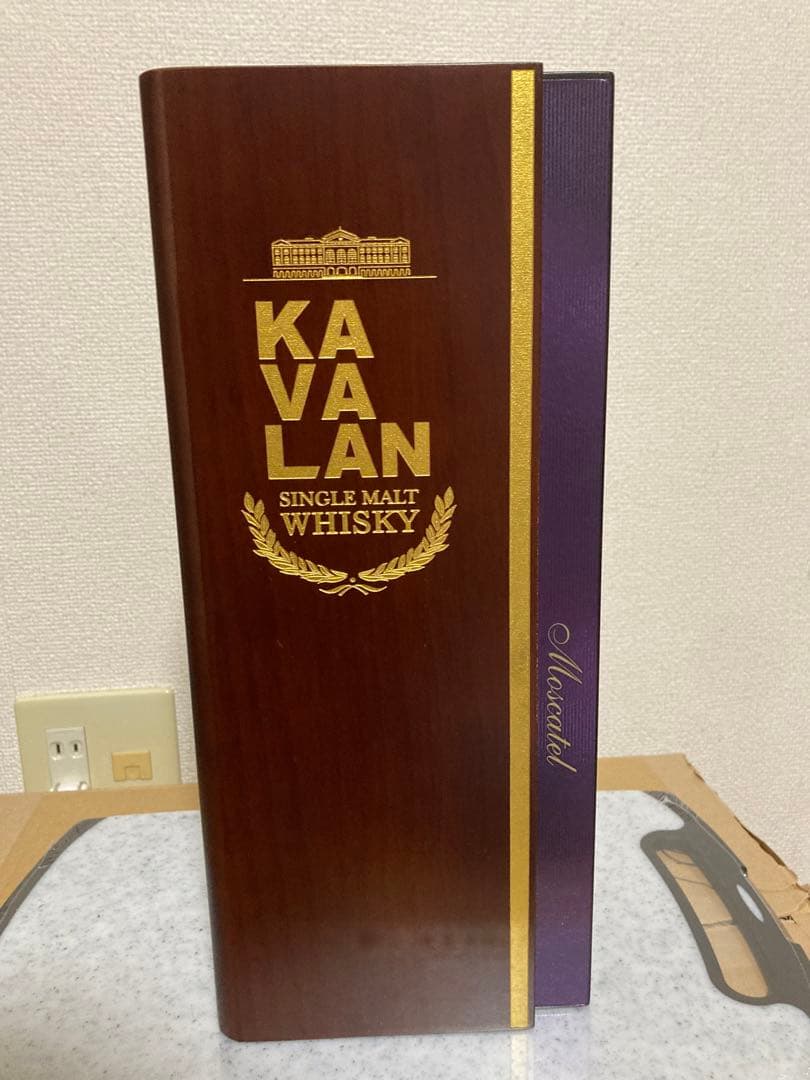 KA
VA
LAN
SINGLE MALT
WHISKY
Moscatel